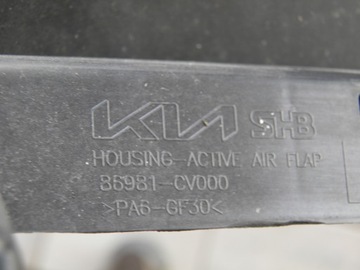 KIA SHB
HOUSING-ACTIVE AIR FLAP
86981-CV000
>PA6-GF30<